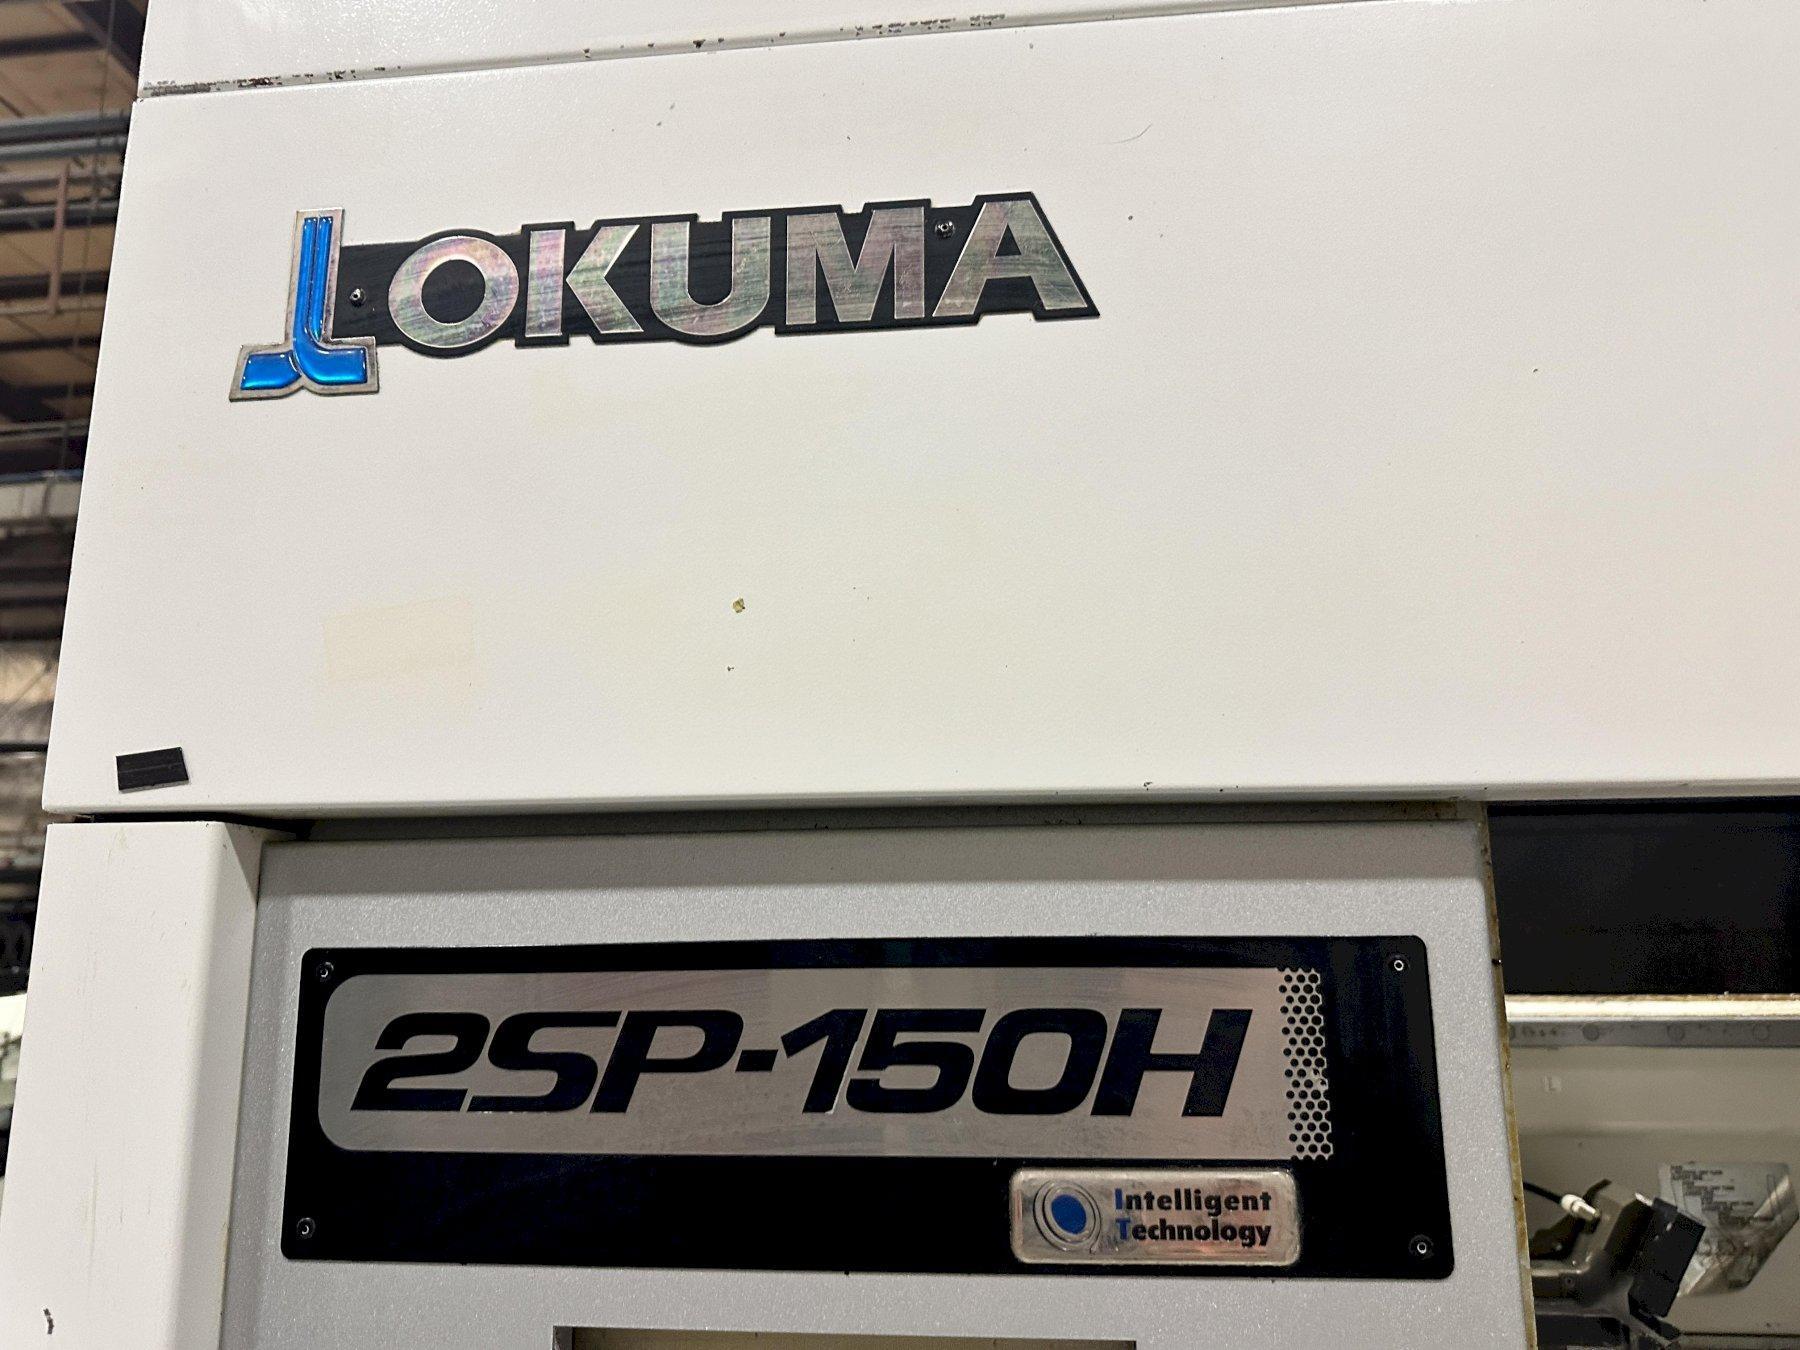 OKUMA
2SP-150H
Intelligent
Technology